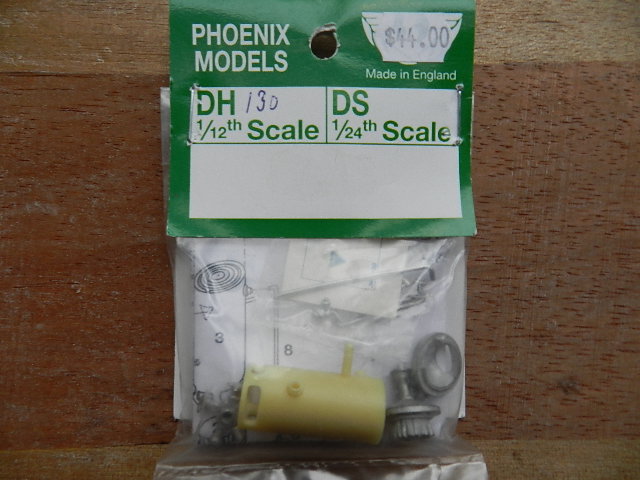 PHOENIX
MODELS
$44.00
Made in England
DH 130
1/12th Scale
DS
1/24th Scale
3
8